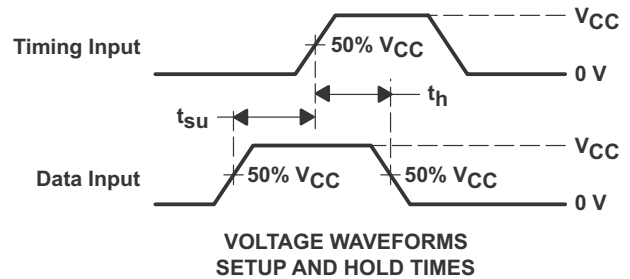 VCC
Timing Input
50% VCC
0 V
th
tsu
VCC
Data Input
50% VCC
50% VCC
0 V
VOLTAGE WAVEFORMS
SETUP AND HOLD TIMES